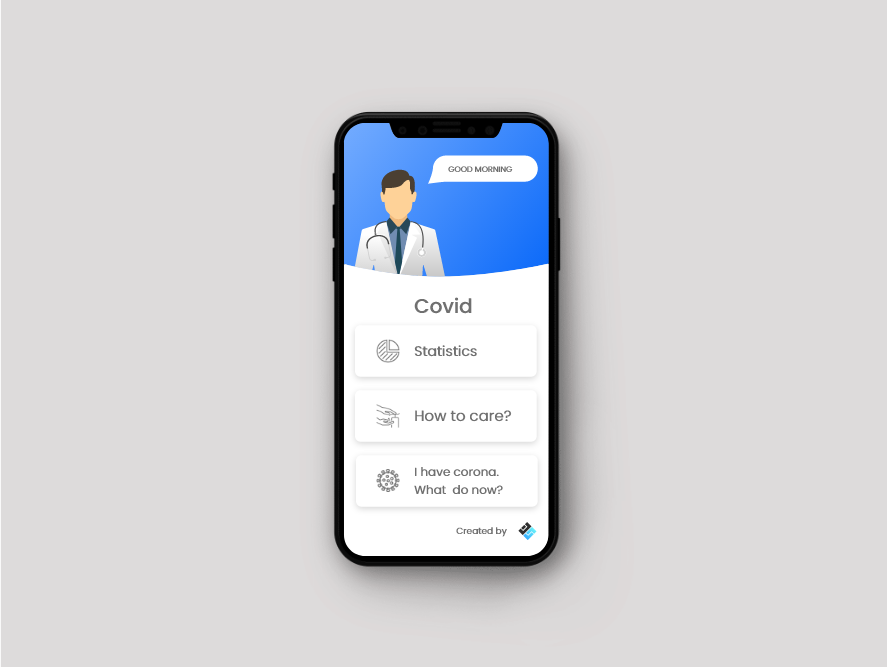 GOOD MORNING
Covid
Statistics
How to care?
I have corona.
What do now?
Created by